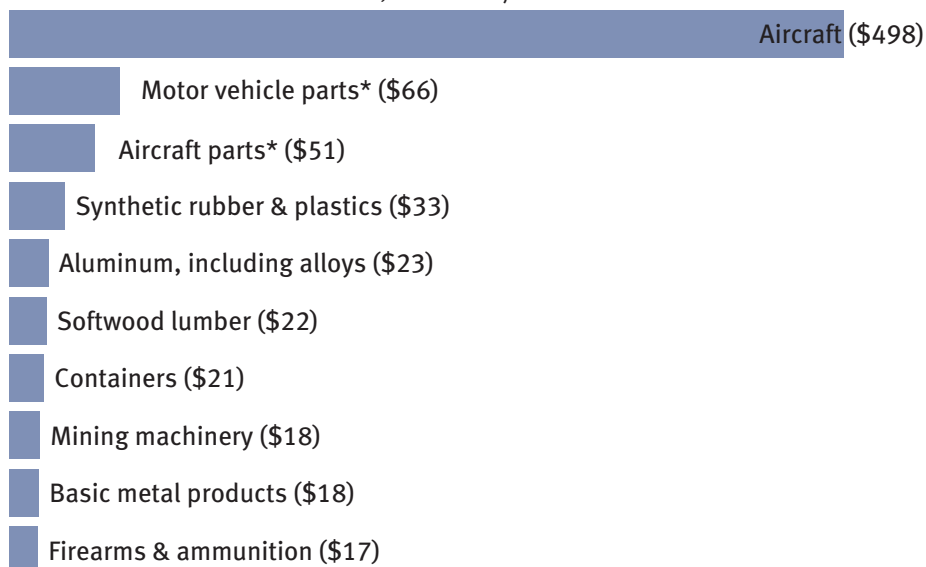 Aircraft ($498)
Motor vehicle parts* ($66)
Aircraft parts* ($51)
Synthetic rubber & plastics ($33)
Aluminum, including alloys ($23)
Softwood lumber ($22)
Containers ($21)
Mining machinery ($18)
Basic metal products ($18)
Firearms & ammunition ($17)